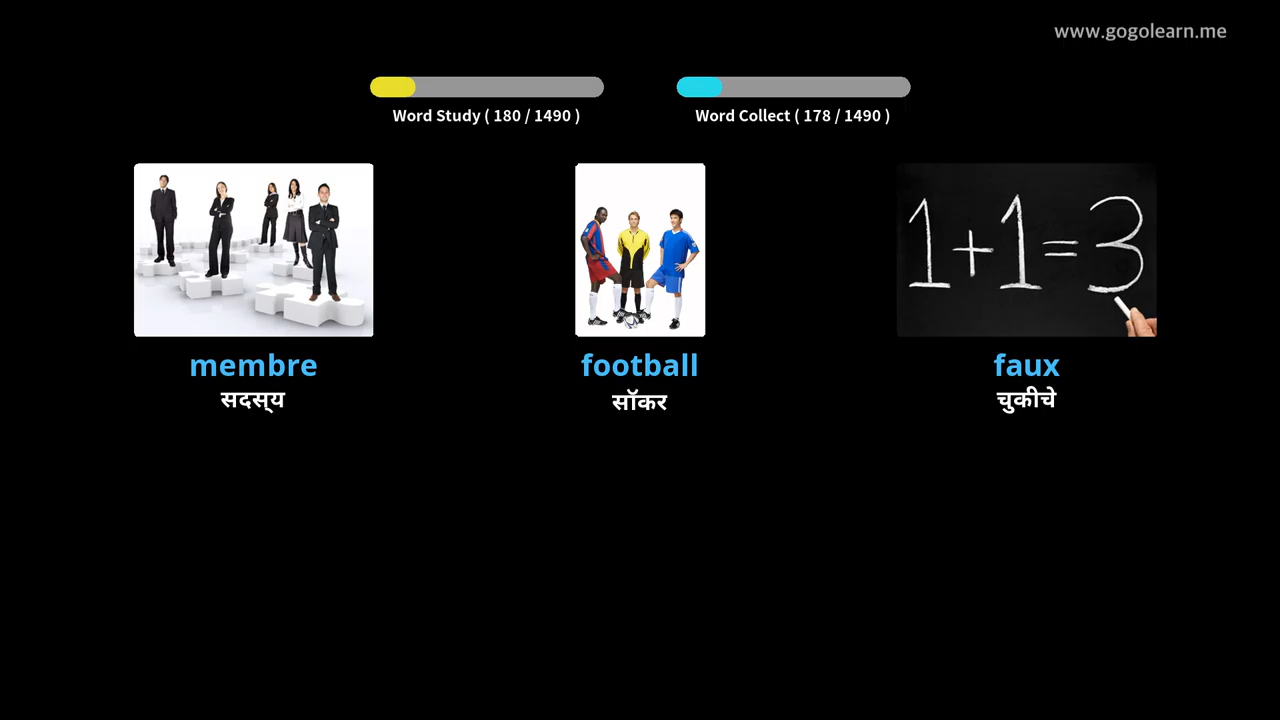 www.gogolearn.me
Word Study ( 180 / 1490 )
Word Collect ( 178 / 1490 )
1+1=3
membre
football
faux
सदस्य
सॉकर
चुकीचे